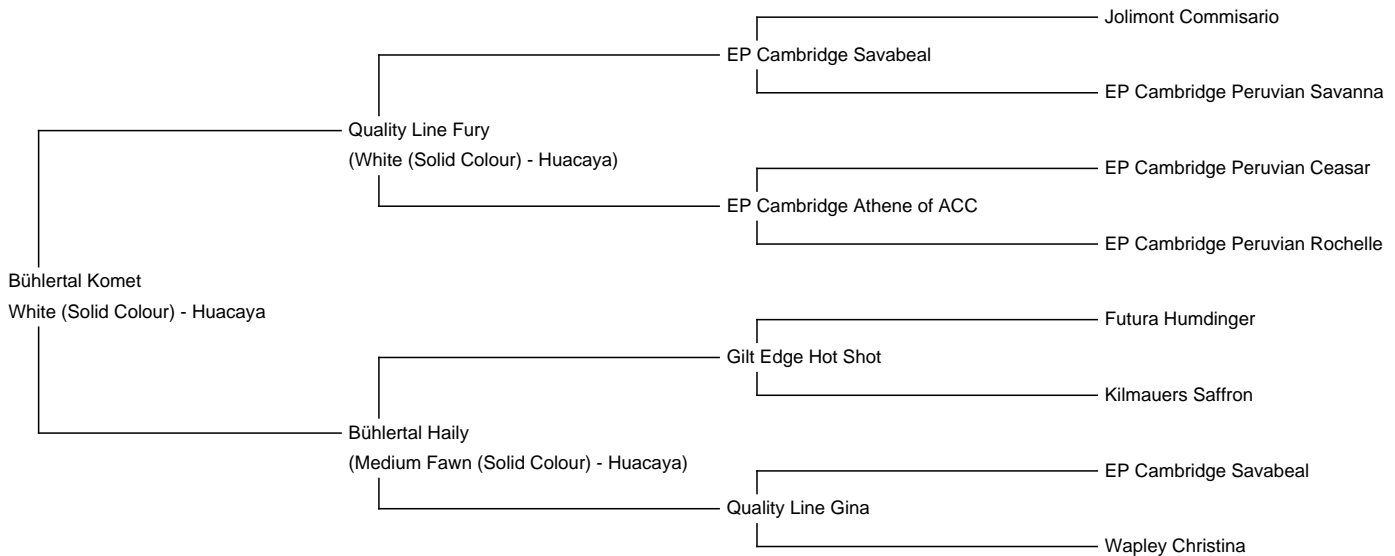 Jolimont Commisario
EP Cambridge Savabeal
EP Cambridge Peruvian Savanna
Quality Line Fury
(White (Solid Colour) - Huacaya)
EP Cambridge Peruvian Ceasar
EP Cambridge Athene of ACC
EP Cambridge Peruvian Rochelle
Bühlertal Komet
White (Solid Colour) - Huacaya
Futura Humdinger
Gilt Edge Hot Shot
Kilmauers Saffron
Bühlertal Haily
(Medium Fawn (Solid Colour) - Huacaya)
EP Cambridge Savabeal
Quality Line Gina
Wapley Christina